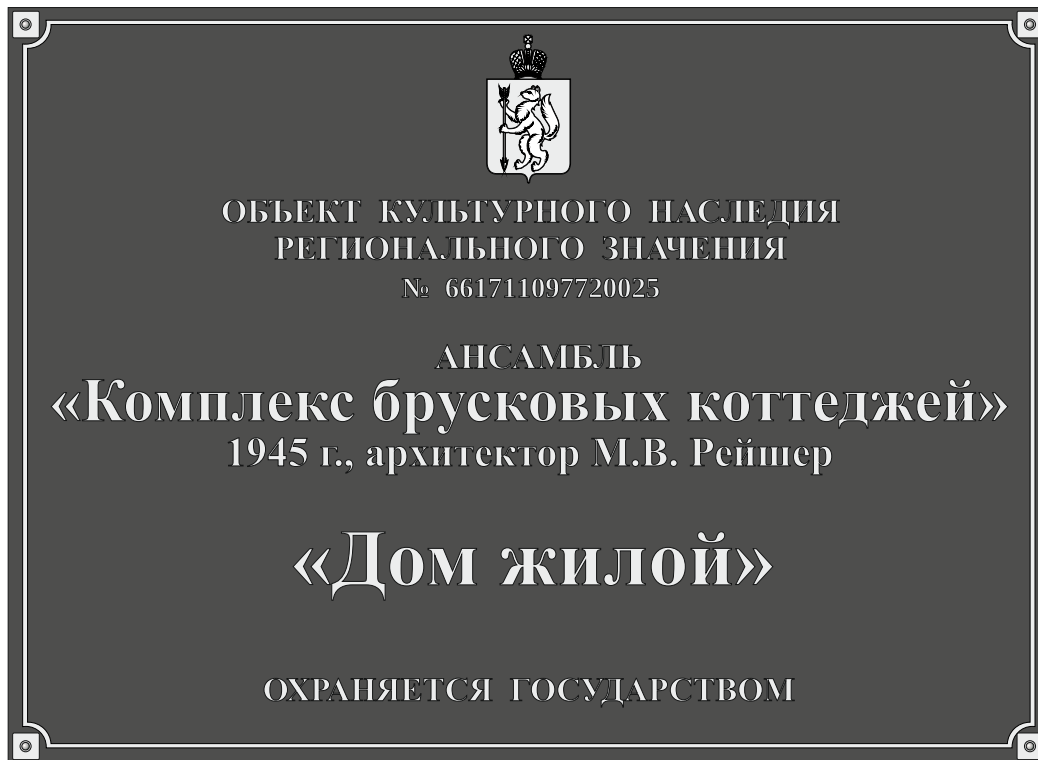 ОБЪЕКТ КУЛЬТУРНОГО НАСЛЕДИЯ
РЕГИОНАЛЬНОГО ЗНАЧЕНИЯ
№ 661711097720025
АНСАМБЛЬ
«Комплекс брусковых коттеджей»
1945 г., архитектор М.В. Рейшер
«Дом жилой»
ОХРАНЯЕТСЯ ГОСУДАРСТВОМ